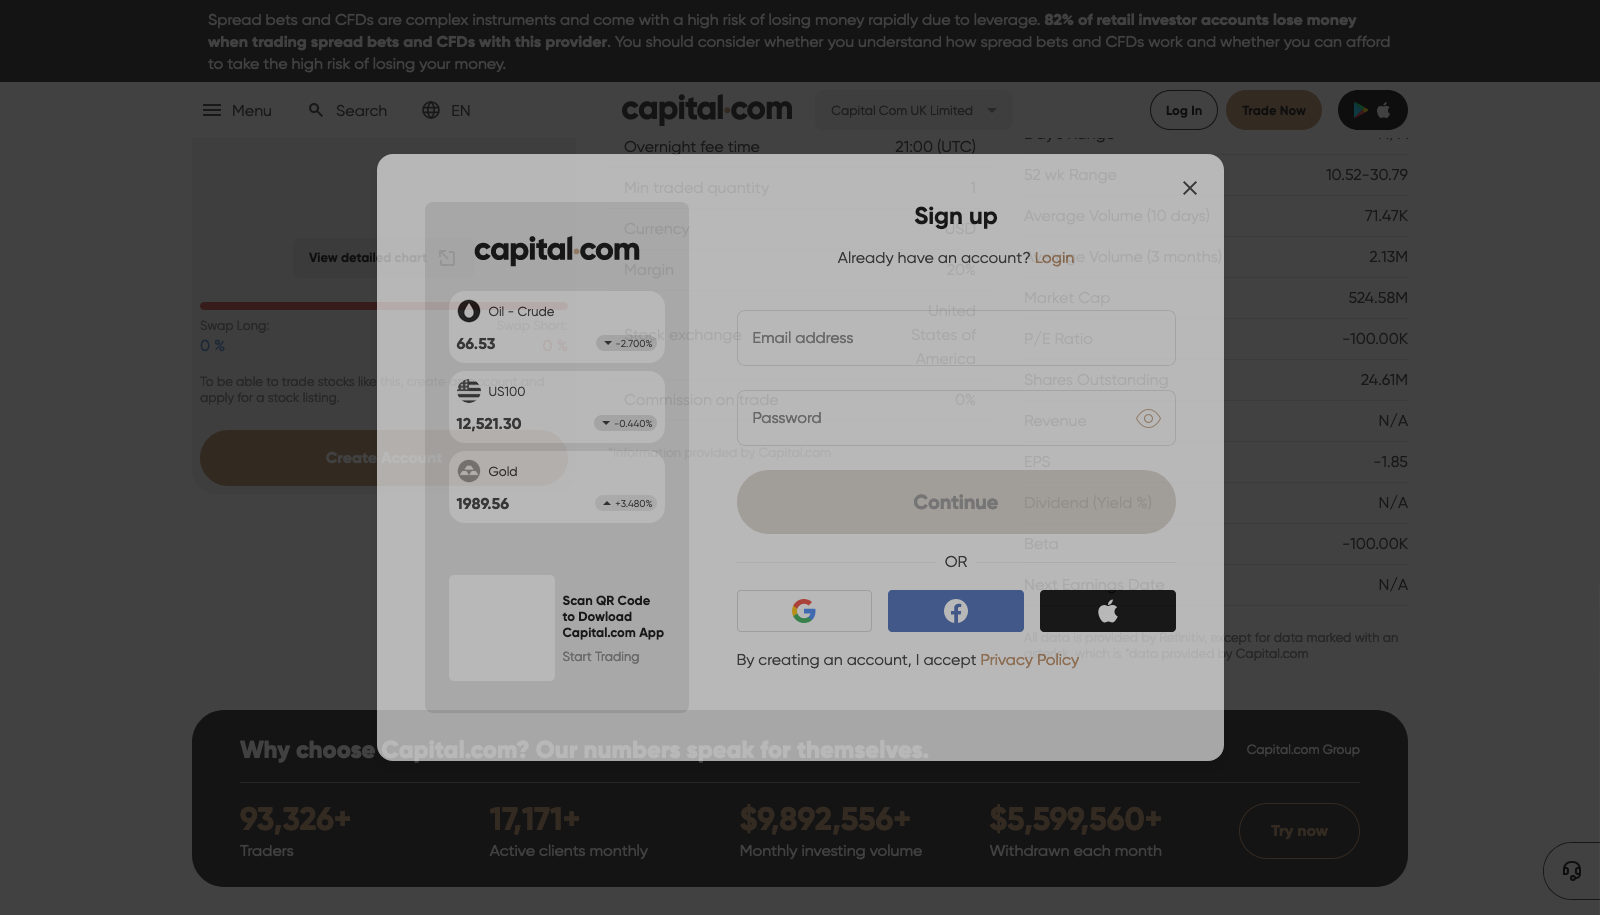 Spread bets and CFDs are complex instruments and come with a high risk of losing money rapidly due to leverage. 82% of retail investor accounts lose money
when trading spread bets and CFDs with this provider. You should consider whether you understand how spread bets and CFDs work and whether you can afford
to take the high risk of losing your money.
Menu
Search
EN
capital.com
Capital Com UK Limited
Log In
Trade Now
View detailed chart
Swap Long:
Swap Short:
0 %
0 %
To be able to trade stocks like this, create an account and
apply for a stock listing.
Create Account
Overnight fee time 21:00 (UTC)
Min traded quantity 1
Currency USD
Margin 20%
Stock exchange United
States of
America
Commission on trade 0%
*Information provided by Capital.com
52 wk Range 10.52-30.79
Average Volume (10 days) 71.47K
Average Volume (3 months) 2.13M
Market Cap 524.58M
P/E Ratio -100.00K
Shares Outstanding 24.61M
Revenue N/A
EPS -1.85
Dividend (Yield %) N/A
Beta -100.00K
Next Earnings Date N/A
All data is provided by Refinitiv, except for data marked with an
asterisk, which is *data provided by Capital.com
capital.com
Oil - Crude
66.53
-2.700%
US100
12,521.30
-0.440%
Gold
1989.56
+3.480%
Scan QR Code
to Dowload
Capital.com App
Start Trading
Sign up
Already have an account? Login
Email address
Password
Continue
OR
By creating an account, I accept Privacy Policy
Why choose Capital.com? Our numbers speak for themselves.
Capital.com Group
93,326+
Traders
17,171+
Active clients monthly
$9,892,556+
Monthly investing volume
$5,599,560+
Withdrawn each month
Try now